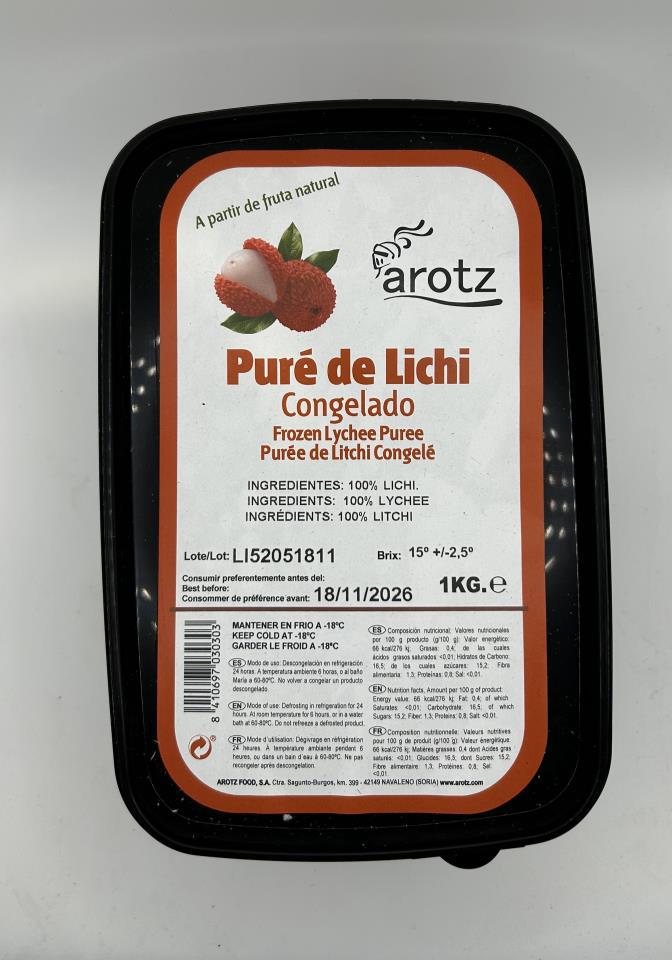 A partir de fruta natural
arotz
Puré de Lichi
Congelado
Frozen Lychee Puree
Purée de Litchi Congelé
INGREDIENTES: 100% LICHI.
INGREDIENTS: 100% LYCHEE
INGRÉDIENTS: 100% LITCHI
Lote/Lot: LI52051811 Brix: 15º +/-2,5º
Consumir preferentemente antes del:
Best before:
Consommer de préférence avant: 18/11/2026 1KG.e
MANTENER EN FRIO A -18ºC
KEEP COLD AT -18ºC
GARDER LE FROID A -18ºC
ES Modo de uso: Descongelación en refrigeración
24 horas. A temperatura ambiente 6 horas, o al baño
María a 60-80ºC. No volver a congelar un producto
descongelado.
EN Mode of use: Defrosting in refrigeration for 24
hours. At room temperature for 6 hours, or in a water
bath at 60-80ºC. Do not refreeze a defrosted product.
FR Mode d'utilisation: Dégivrage en réfrigération
24 heures. À température ambiante pendant 6
heures, ou dans un bain d'eau à 60-80ºC. Ne pas
recongeler après décongelation.
8 410697 030303
ES Composición nutricional: Valores nutricionales
por 100 g producto (g/100 g): Valor energético:
66 kcal/276 kj; Grasas: 0,4; de las cuales
ácidos grasos saturados: <0,01; Hidratos de Carbono:
16,5; de los cuales azúcares: 15,2; Fibra
alimentaria: 1,3; Proteínas: 0,8; Sal: <0,01.
EN Nutrition facts, Amount per 100 g of product:
Energy value: 66 kcal/276 kj; Fat: 0,4; of which
Saturates: <0,01; Carbohydrate: 16,5; of which
Sugars: 15,2; Fiber: 1,3; Proteins: 0,8; Salt: <0,01.
FR Composition nutritionnelle: Valeurs nutritives
pour 100 g de produit (g/100 g): Valeur énergétique:
66 kcal/276 kj; Matières grasses: 0,4 dont Acides gras
saturés: <0,01; Glucides: 16,5; dont Sucres: 15,2;
Fibre alimentaire: 1,3; Protéines: 0,8; Sel:
<0,01.
AROTZ FOOD, S.A. Ctra. Sagunto-Burgos, km. 399 - 42149 NAVALENO (SORIA) www.arotz.com